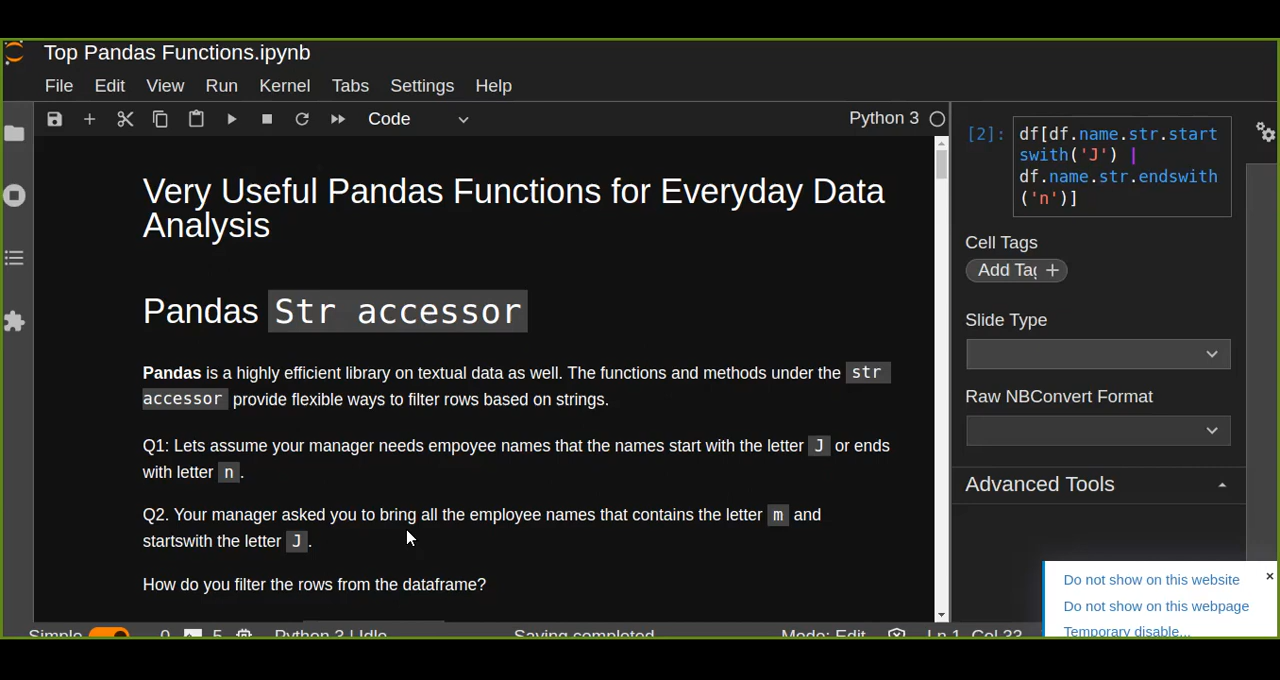 Top Pandas Functions.ipynb
File Edit View Run Kernel Tabs Settings Help
Code
Python 3
Very Useful Pandas Functions for Everyday Data
Analysis
Pandas Str accessor
Pandas is a highly efficient library on textual data as well. The functions and methods under the str
accessor provide flexible ways to filter rows based on strings.
Q1: Lets assume your manager needs empoyee names that the names start with the letter J or ends
with letter n.
Q2. Your manager asked you to bring all the employee names that contains the letter m and
startswith the letter J.
How do you filter the rows from the dataframe?
[2]: df[df.name.str.start
swith('J') |
df.name.str.endswith
('n')]
Cell Tags
Add Tag +
Slide Type
Raw NBConvert Format
Advanced Tools
Do not show on this website
Do not show on this webpage
Temporary disable...
Simple 0 5 Python 3 | Idle Saving completed Mode: Edit Ln 1, Col 33